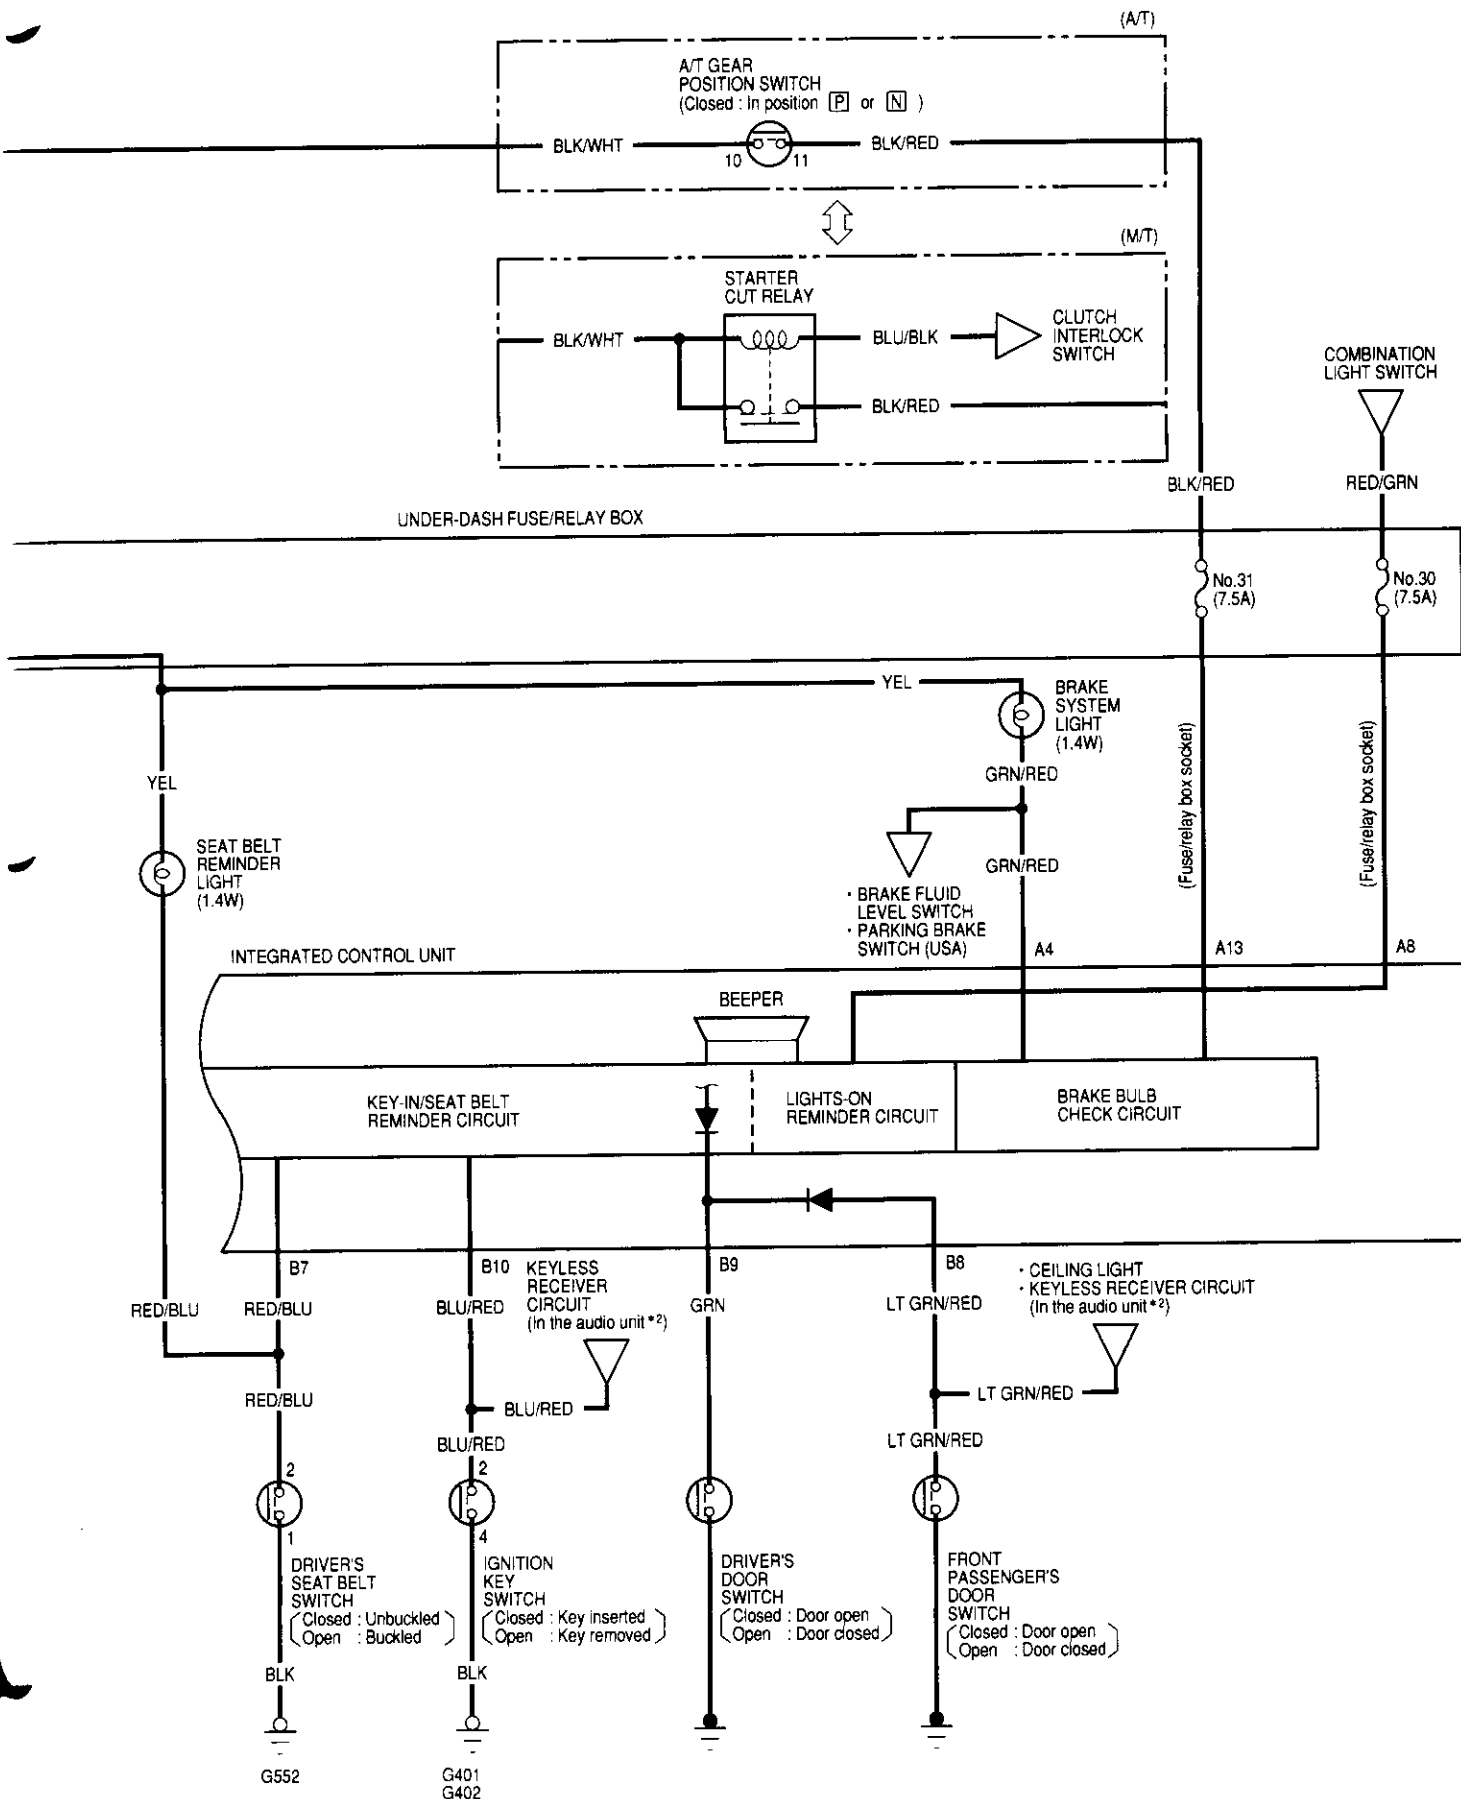 (A/T)
A/T GEAR
POSITION SWITCH
(Closed : In position P or N )
BLK/WHT
10
11
BLK/RED
(M/T)
STARTER
CUT RELAY
BLK/WHT
BLU/BLK
CLUTCH
INTERLOCK
SWITCH
BLK/RED
COMBINATION
LIGHT SWITCH
BLK/RED
RED/GRN
UNDER-DASH FUSE/RELAY BOX
No.31
(7.5A)
No.30
(7.5A)
YEL
BRAKE
SYSTEM
LIGHT
(1.4W)
YEL
GRN/RED
(Fuse/relay box socket)
(Fuse/relay box socket)
SEAT BELT
REMINDER
LIGHT
(1.4W)
GRN/RED
· BRAKE FLUID
LEVEL SWITCH
· PARKING BRAKE
SWITCH (USA)
INTEGRATED CONTROL UNIT
A4
A13
A8
BEEPER
KEY-IN/SEAT BELT
REMINDER CIRCUIT
LIGHTS-ON
REMINDER CIRCUIT
BRAKE BULB
CHECK CIRCUIT
B7
B10
KEYLESS
RECEIVER
CIRCUIT
(In the audio unit*2)
B9
B8
· CEILING LIGHT
· KEYLESS RECEIVER CIRCUIT
(In the audio unit*2)
RED/BLU
RED/BLU
BLU/RED
GRN
LT GRN/RED
RED/BLU
BLU/RED
LT GRN/RED
BLU/RED
LT GRN/RED
2
2
1
4
DRIVER'S
SEAT BELT
SWITCH
(Closed : Unbuckled)
(Open : Buckled)
IGNITION
KEY
SWITCH
(Closed : Key inserted)
(Open : Key removed)
DRIVER'S
DOOR
SWITCH
(Closed : Door open)
(Open : Door closed)
FRONT
PASSENGER'S
DOOR
SWITCH
(Closed : Door open)
(Open : Door closed)
BLK
BLK
G552
G401
G402